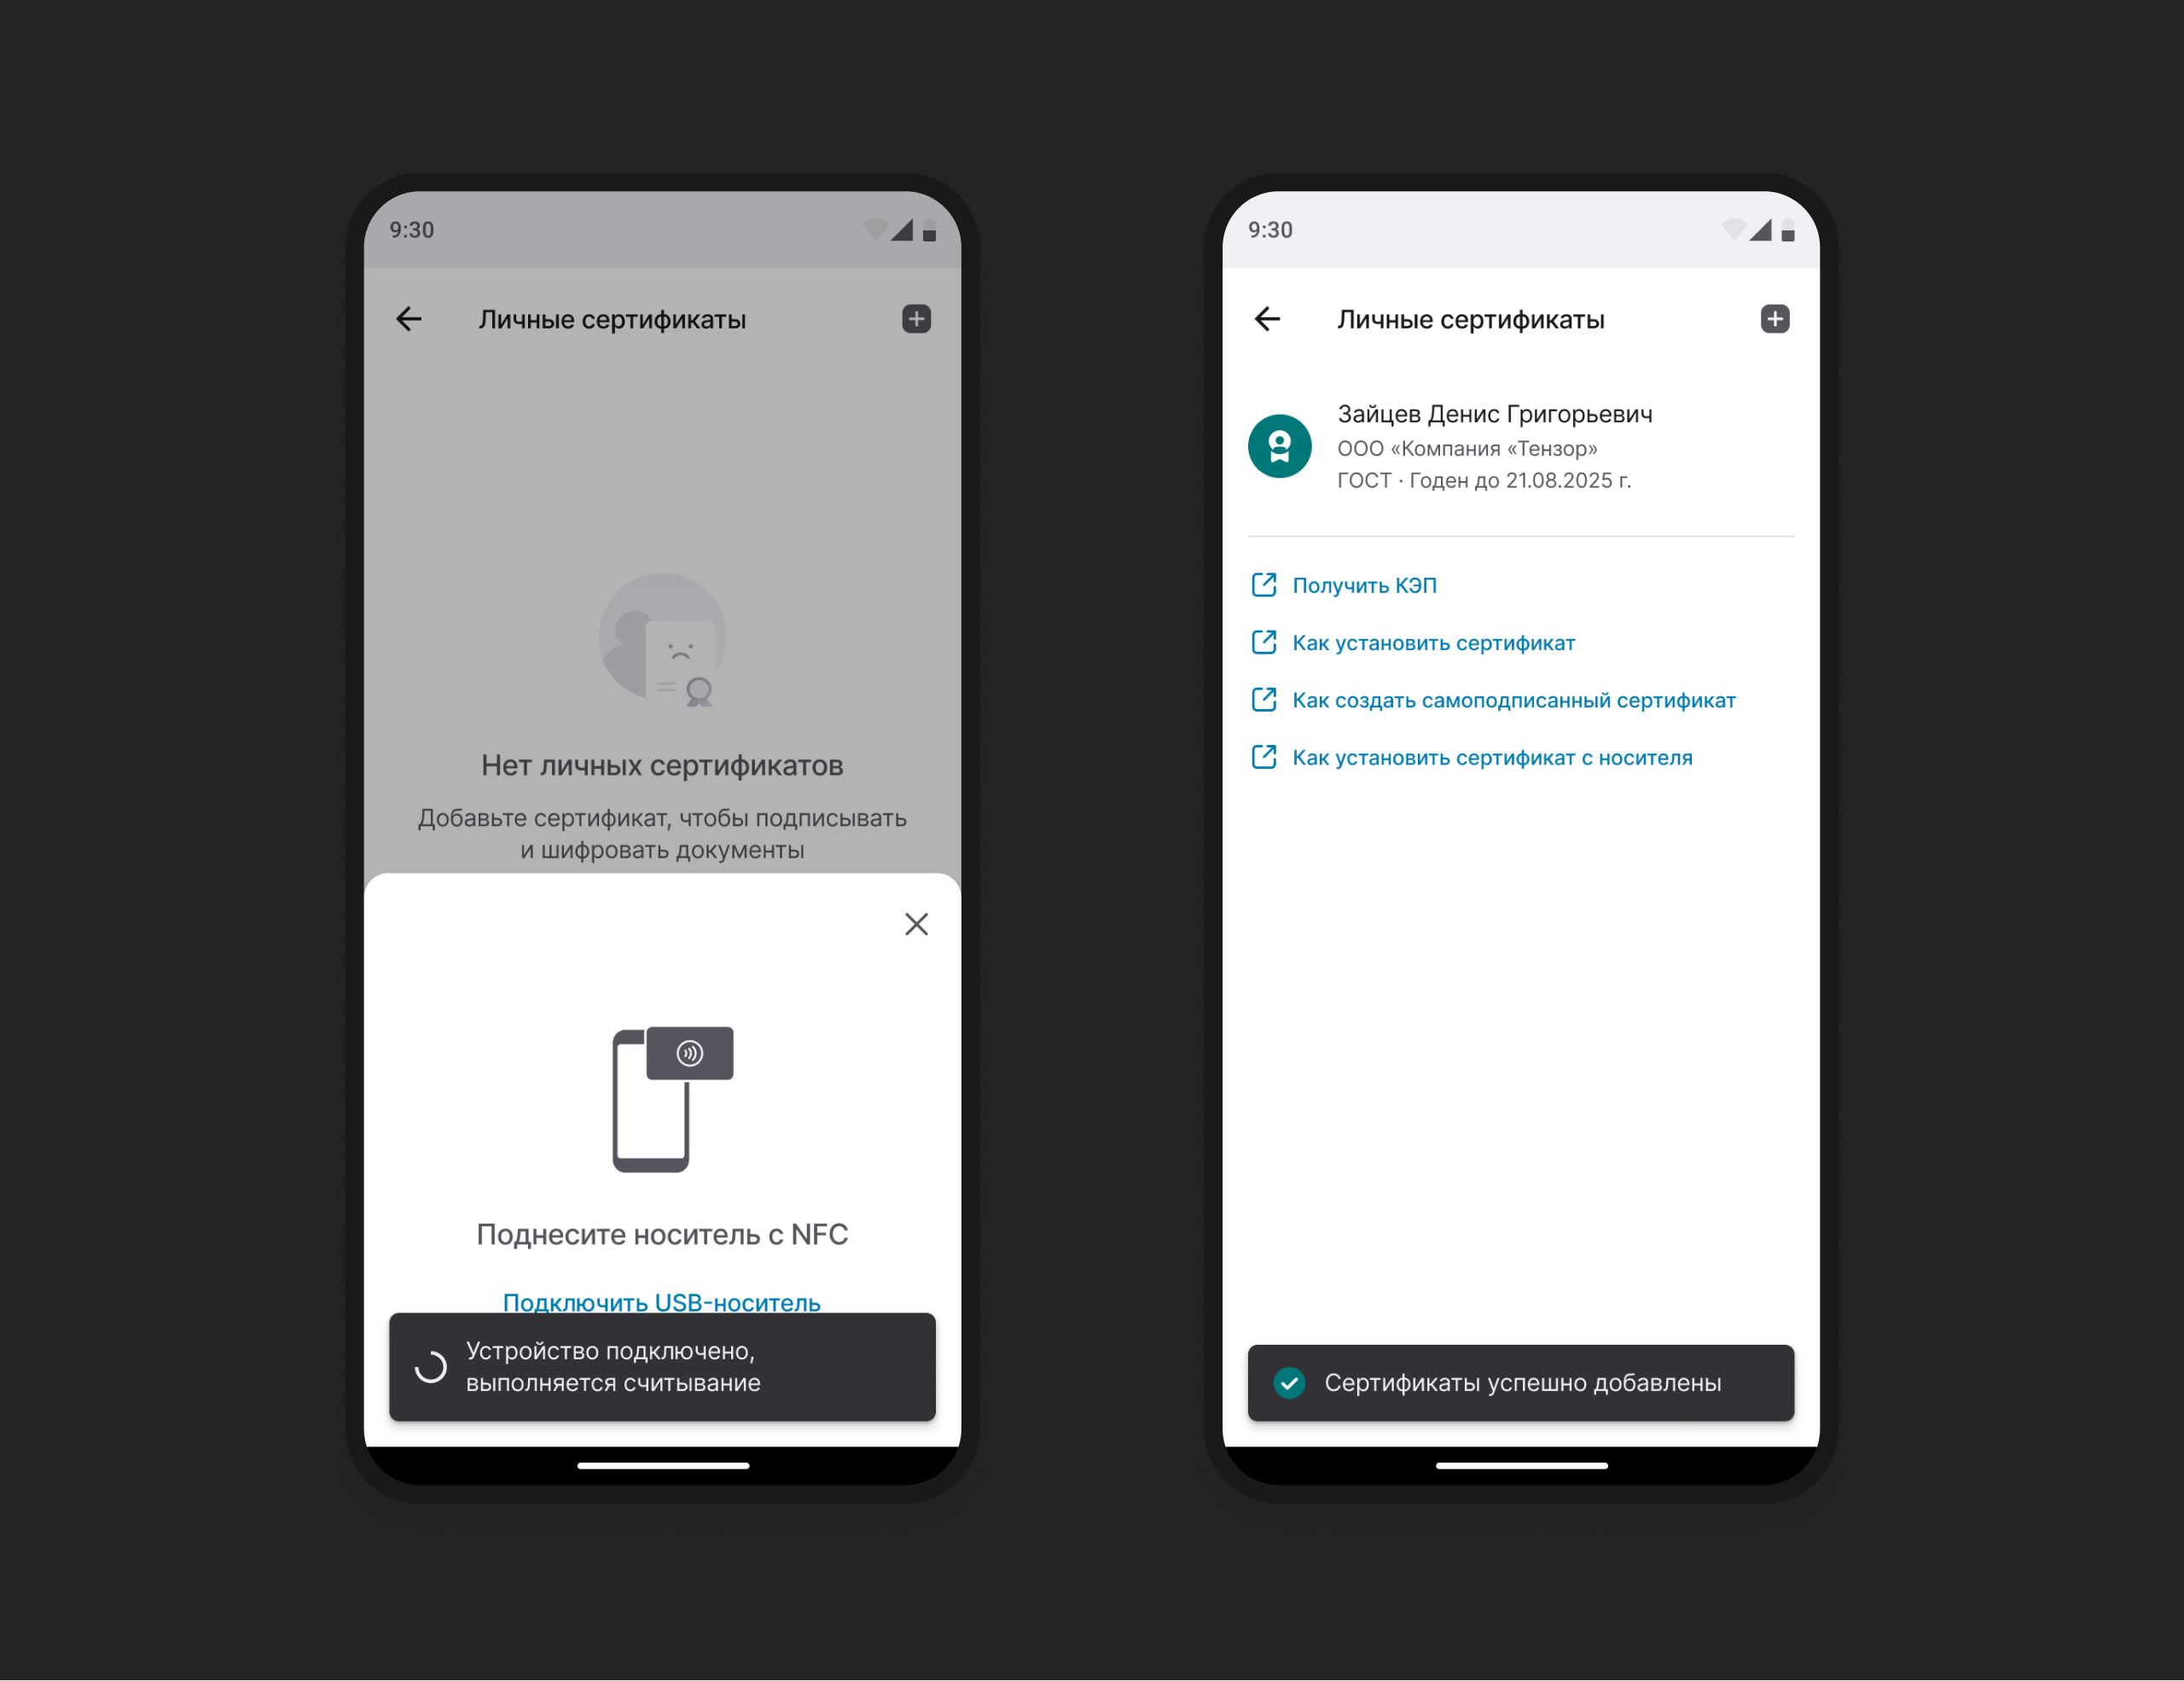 9:30
Личные сертификаты
Нет личных сертификатов
Добавьте сертификат, чтобы подписывать
и шифровать документы
Поднесите носитель с NFC
Подключить USB-носитель
Устройство подключено,
выполняется считывание
9:30
Личные сертификаты
Зайцев Денис Григорьевич
ООО «Компания «Тензор»
ГОСТ · Годен до 21.08.2025 г.
Получить КЭП
Как установить сертификат
Как создать самоподписанный сертификат
Как установить сертификат с носителя
Сертификаты успешно добавлены